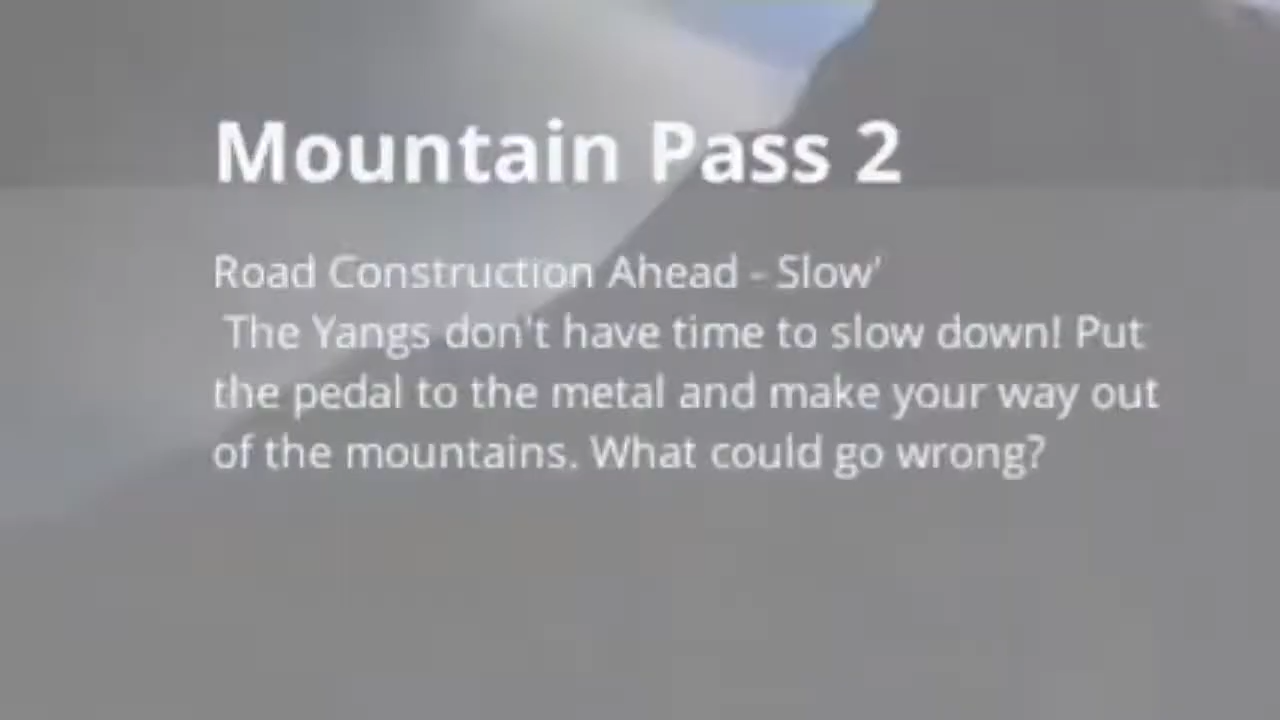 Mountain Pass 2
Road Construction Ahead - Slow'
The Yangs don't have time to slow down! Put
the pedal to the metal and make your way out
of the mountains. What could go wrong?